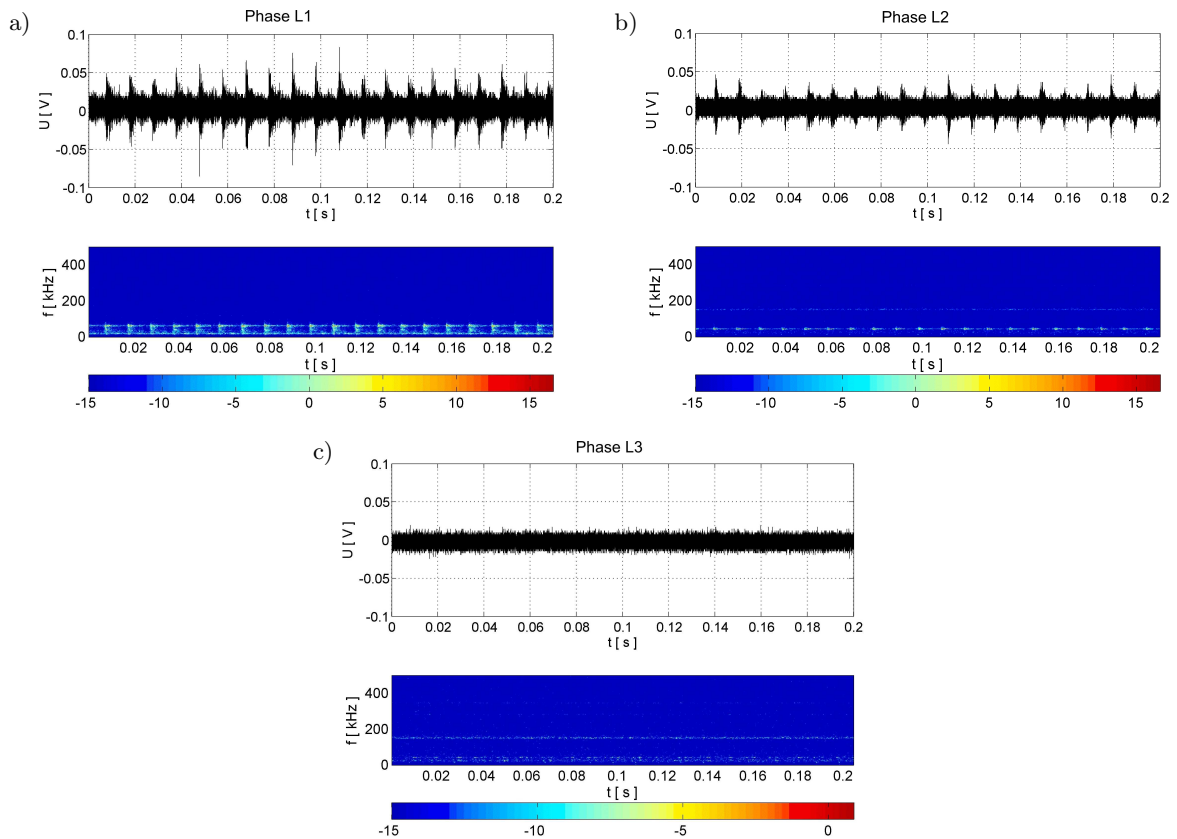 a)
Phase L1
0.1
0.05
0
-0.05
-0.1
U [ V ]
0 0.02 0.04 0.06 0.08 0.1 0.12 0.14 0.16 0.18 0.2
t [ s ]
400
200
0
f [ kHz ]
0.02 0.04 0.06 0.08 0.1 0.12 0.14 0.16 0.18 0.2
t [ s ]
-15 -10 -5 0 5 10 15
b)
Phase L2
0.1
0.05
0
-0.05
-0.1
U [ V ]
0 0.02 0.04 0.06 0.08 0.1 0.12 0.14 0.16 0.18 0.2
t [ s ]
400
200
0
f [ kHz ]
0.02 0.04 0.06 0.08 0.1 0.12 0.14 0.16 0.18 0.2
t [ s ]
-15 -10 -5 0 5 10 15
c)
Phase L3
0.1
0.05
0
-0.05
-0.1
U [ V ]
0 0.02 0.04 0.06 0.08 0.1 0.12 0.14 0.16 0.18 0.2
t [ s ]
400
200
0
f [ kHz ]
0.02 0.04 0.06 0.08 0.1 0.12 0.14 0.16 0.18 0.2
t [ s ]
-15 -10 -5 0